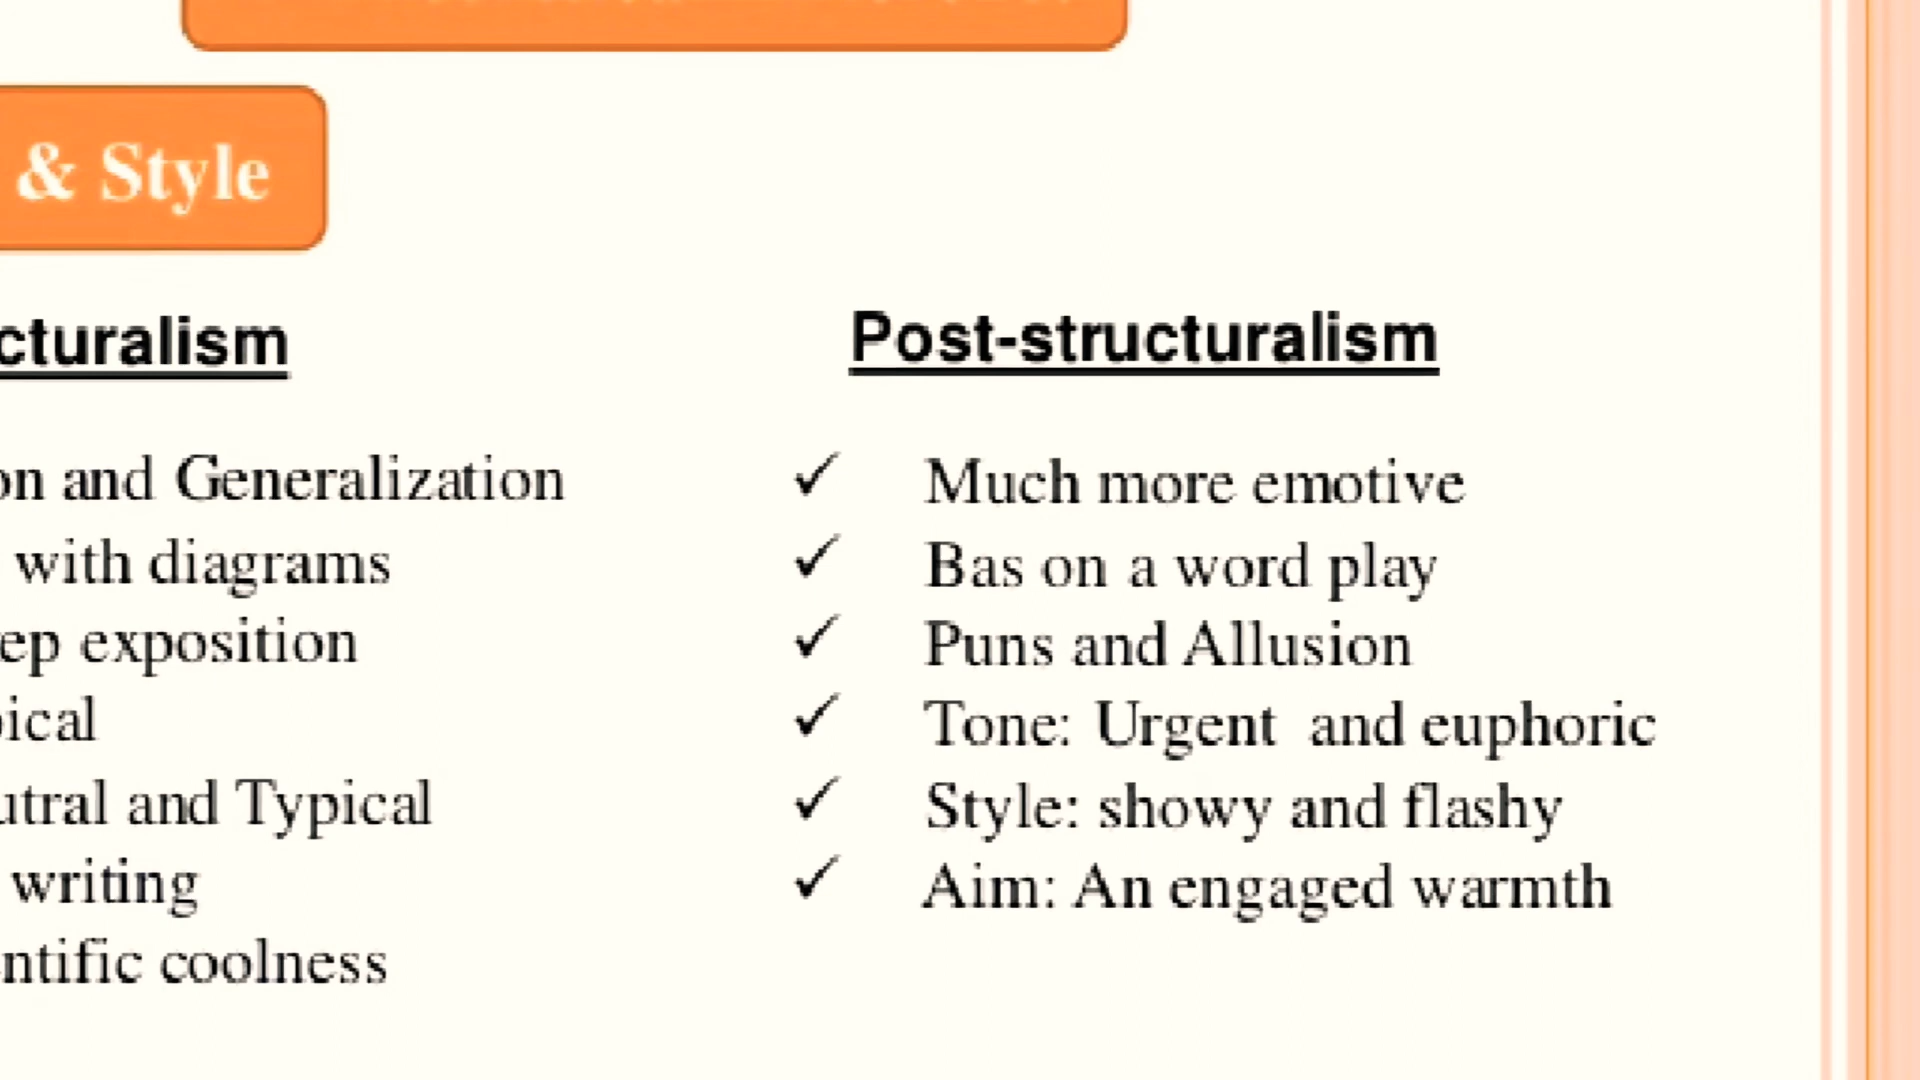 & Style
cturalism
Post-structuralism
on and Generalization
with diagrams
ep exposition
ical
utral and Typical
writing
ntific coolness
Much more emotive
Bas on a word play
Puns and Allusion
Tone: Urgent and euphoric
Style: showy and flashy
Aim: An engaged warmth